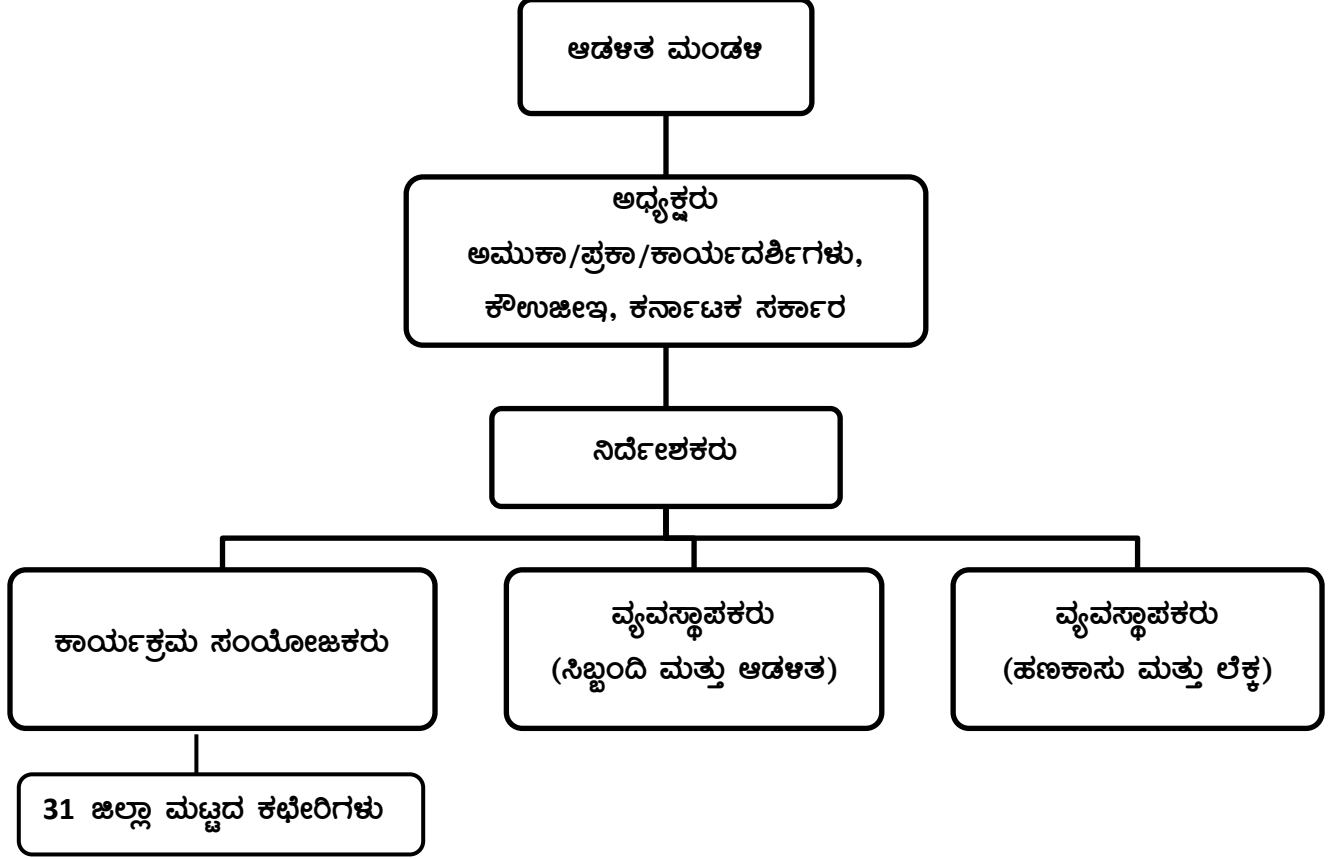 ಆಡಳಿತ ಮಂಡಳಿ
ಅಧ್ಯಕ್ಷರು
ಅಮುಕಾ/ಪ್ರಕಾ/ಕಾರ್ಯದರ್ಶಿಗಳು,
ಕೌಉಜೀಇ, ಕರ್ನಾಟಕ ಸರ್ಕಾರ
ನಿರ್ದೇಶಕರು
ಕಾರ್ಯಕ್ರಮ ಸಂಯೋಜಕರು
ವ್ಯವಸ್ಥಾಪಕರು
(ಸಿಬ್ಬಂದಿ ಮತ್ತು ಆಡಳಿತ)
ವ್ಯವಸ್ಥಾಪಕರು
(ಹಣಕಾಸು ಮತ್ತು ಲೆಕ್ಕ)
31 ಜಿಲ್ಲಾ ಮಟ್ಟದ ಕಛೇರಿಗಳು